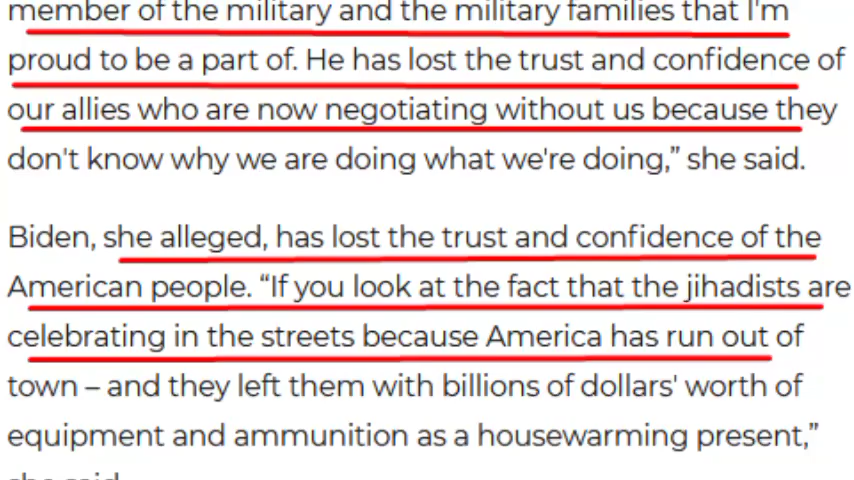 member of the military and the military families that I'm
proud to be a part of. He has lost the trust and confidence of
our allies who are now negotiating without us because they
don't know why we are doing what we're doing,” she said.
Biden, she alleged, has lost the trust and confidence of the
American people. “If you look at the fact that the jihadists are
celebrating in the streets because America has run out of
town – and they left them with billions of dollars' worth of
equipment and ammunition as a housewarming present,”
she said